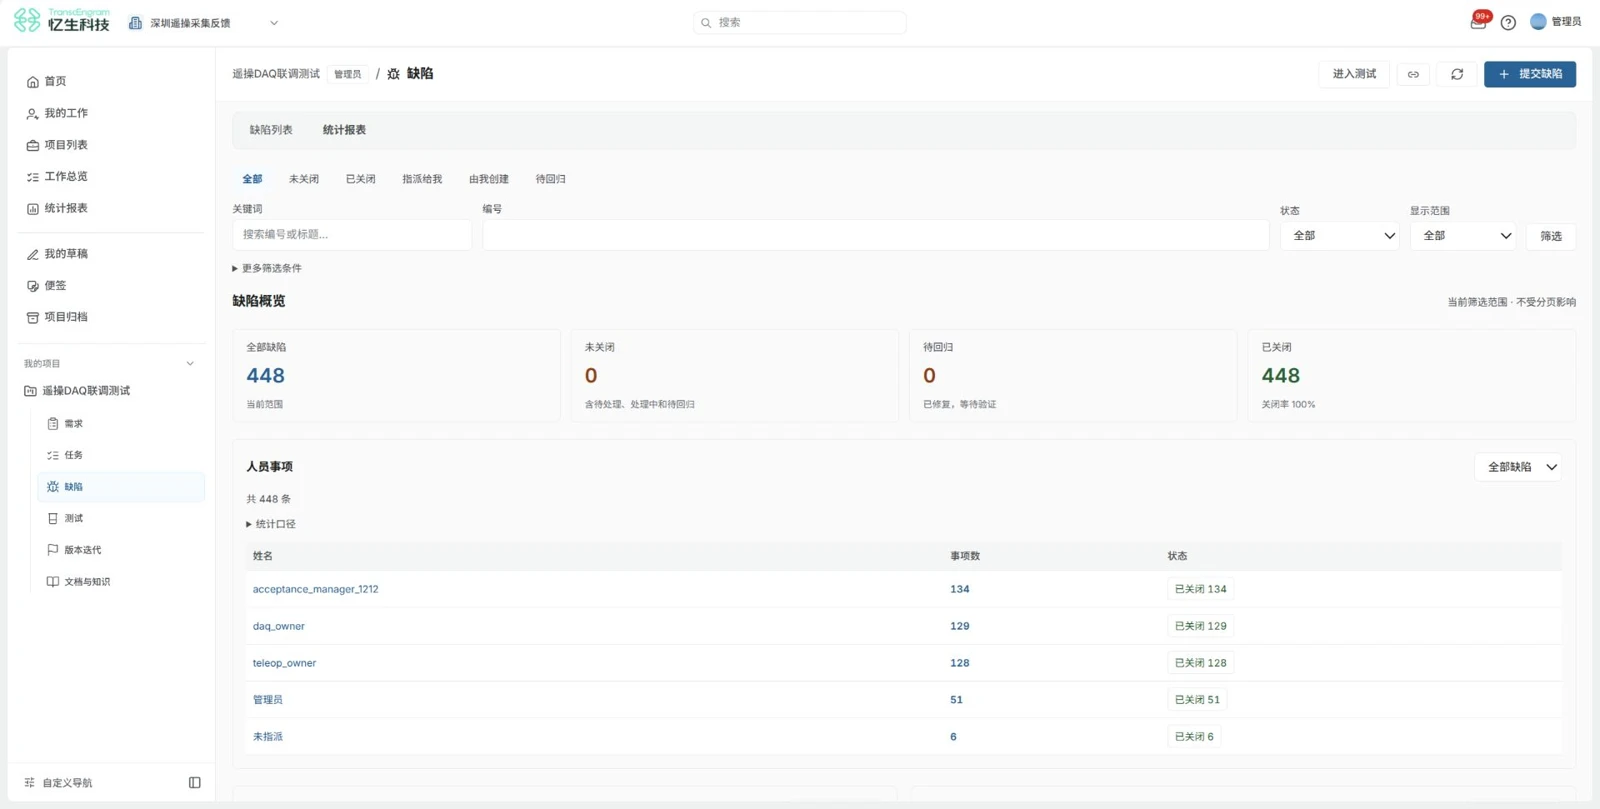 TranscEngram
忆生科技
深圳遥操采集反馈
搜索
99+
管理员
首页
我的工作
项目列表
工作总览
统计报表
我的草稿
便签
项目归档
我的项目
遥操DAQ联调测试
需求
任务
缺陷
测试
版本迭代
文档与知识
自定义导航
遥操DAQ联调测试 管理员 / 缺陷
进入测试
+ 提交缺陷
缺陷列表 统计报表
全部 未关闭 已关闭 指派给我 由我创建 待回归
关键词 编号 状态 显示范围
搜索编号或标题... 全部 全部 筛选
▶ 更多筛选条件
缺陷概览 当前筛选范围 · 不受分页影响
全部缺陷
448
当前范围
未关闭
0
含待处理、处理中和待回归
待回归
0
已修复，等待验证
已关闭
448
关闭率 100%
人员事项 全部缺陷
共 448 条
▶ 统计口径
姓名 事项数 状态
acceptance_manager_1212 134 已关闭 134
daq_owner 129 已关闭 129
teleop_owner 128 已关闭 128
管理员 51 已关闭 51
未指派 6 已关闭 6